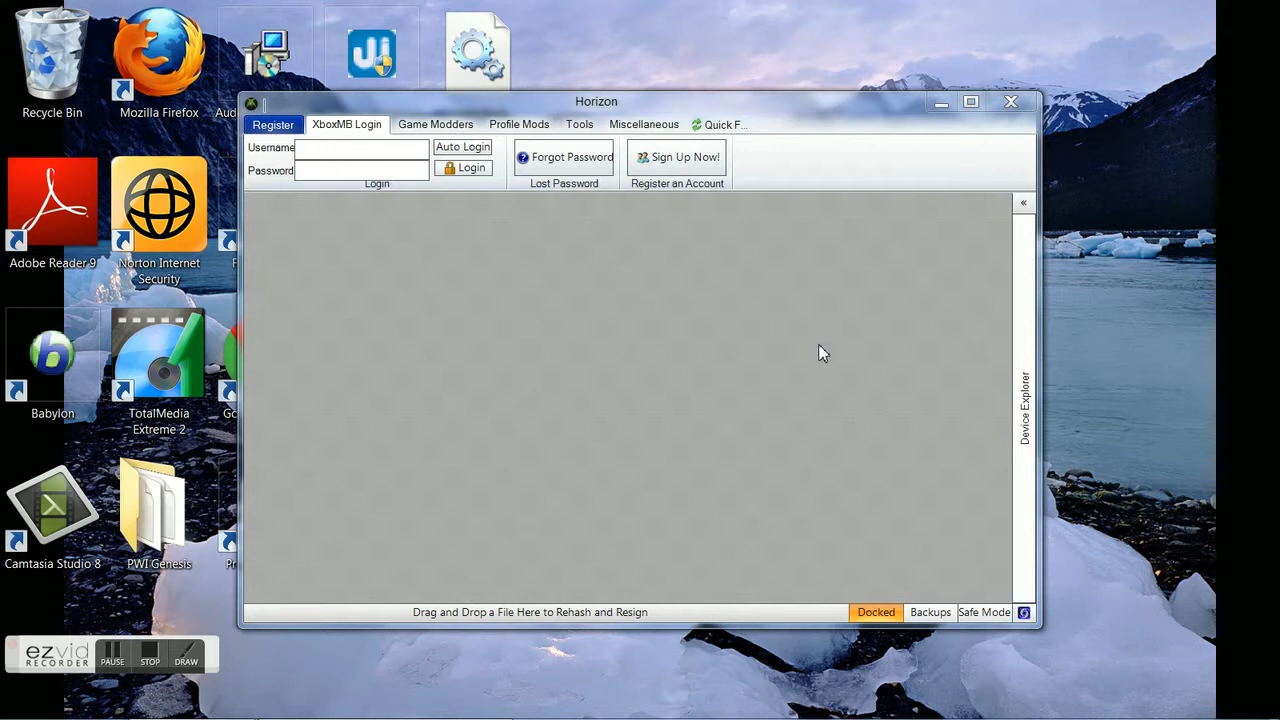 Recycle Bin
Mozilla Firefox
Aud
Horizon
Register
XboxMB Login
Game Modders
Profile Mods
Tools
Miscellaneous
Quick F...
Username
Auto Login
Password
Login
Login
Forgot Password
Lost Password
Sign Up Now!
Register an Account
«
Adobe Reader 9
Norton Internet
Security
F
Babylon
TotalMedia
Extreme 2
Go
Device Explorer
Camtasia Studio 8
PWI Genesis
Pr
Drag and Drop a File Here to Rehash and Resign
Docked
Backups
Safe Mode
ezvid
RECORDER
PAUSE
STOP
DRAW